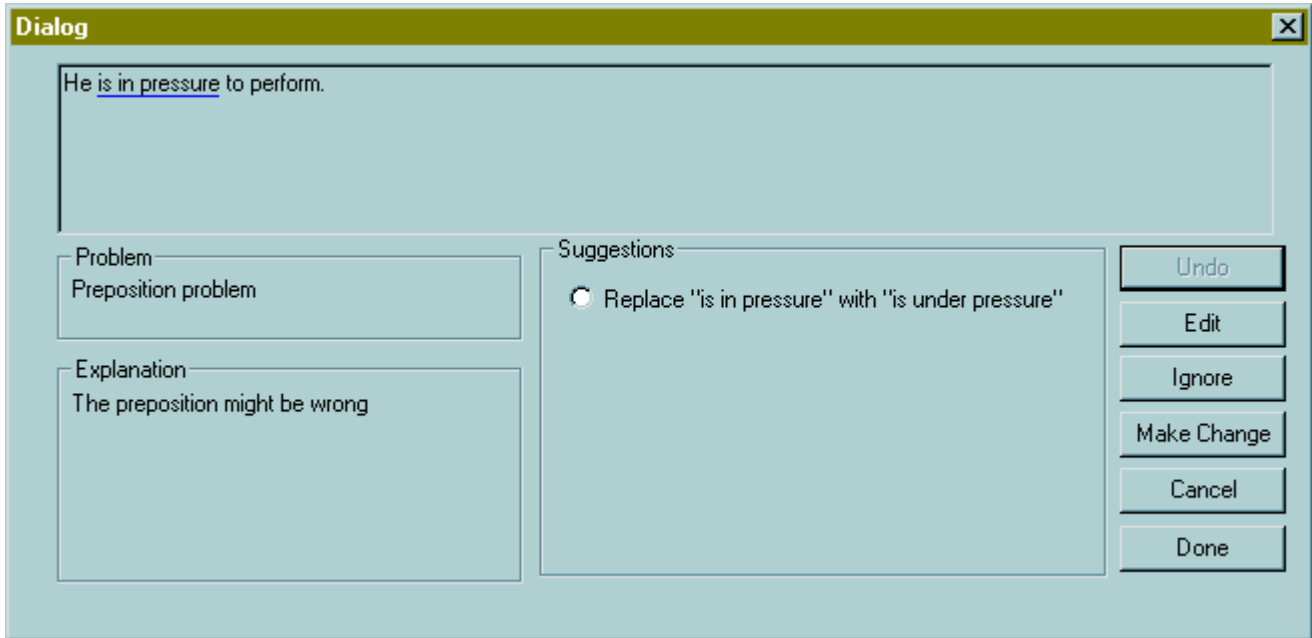 Dialog
He is in pressure to perform.
Problem
Preposition problem
Explanation
The preposition might be wrong
Suggestions
Replace "is in pressure" with "is under pressure"
Undo
Edit
Ignore
Make Change
Cancel
Done